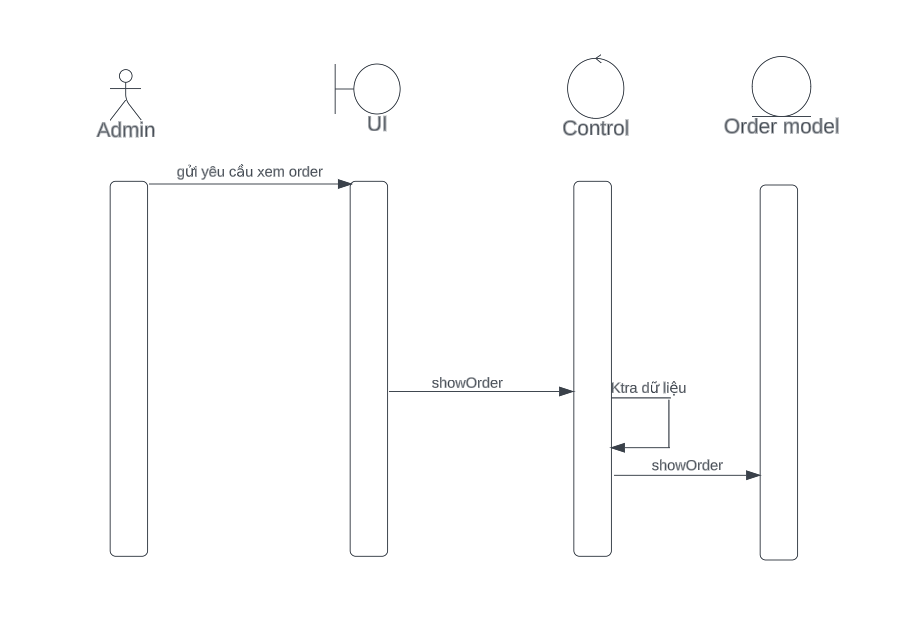 Admin
UI
Control
Order model
gửi yêu cầu xem order
showOrder
Ktra dữ liệu
showOrder